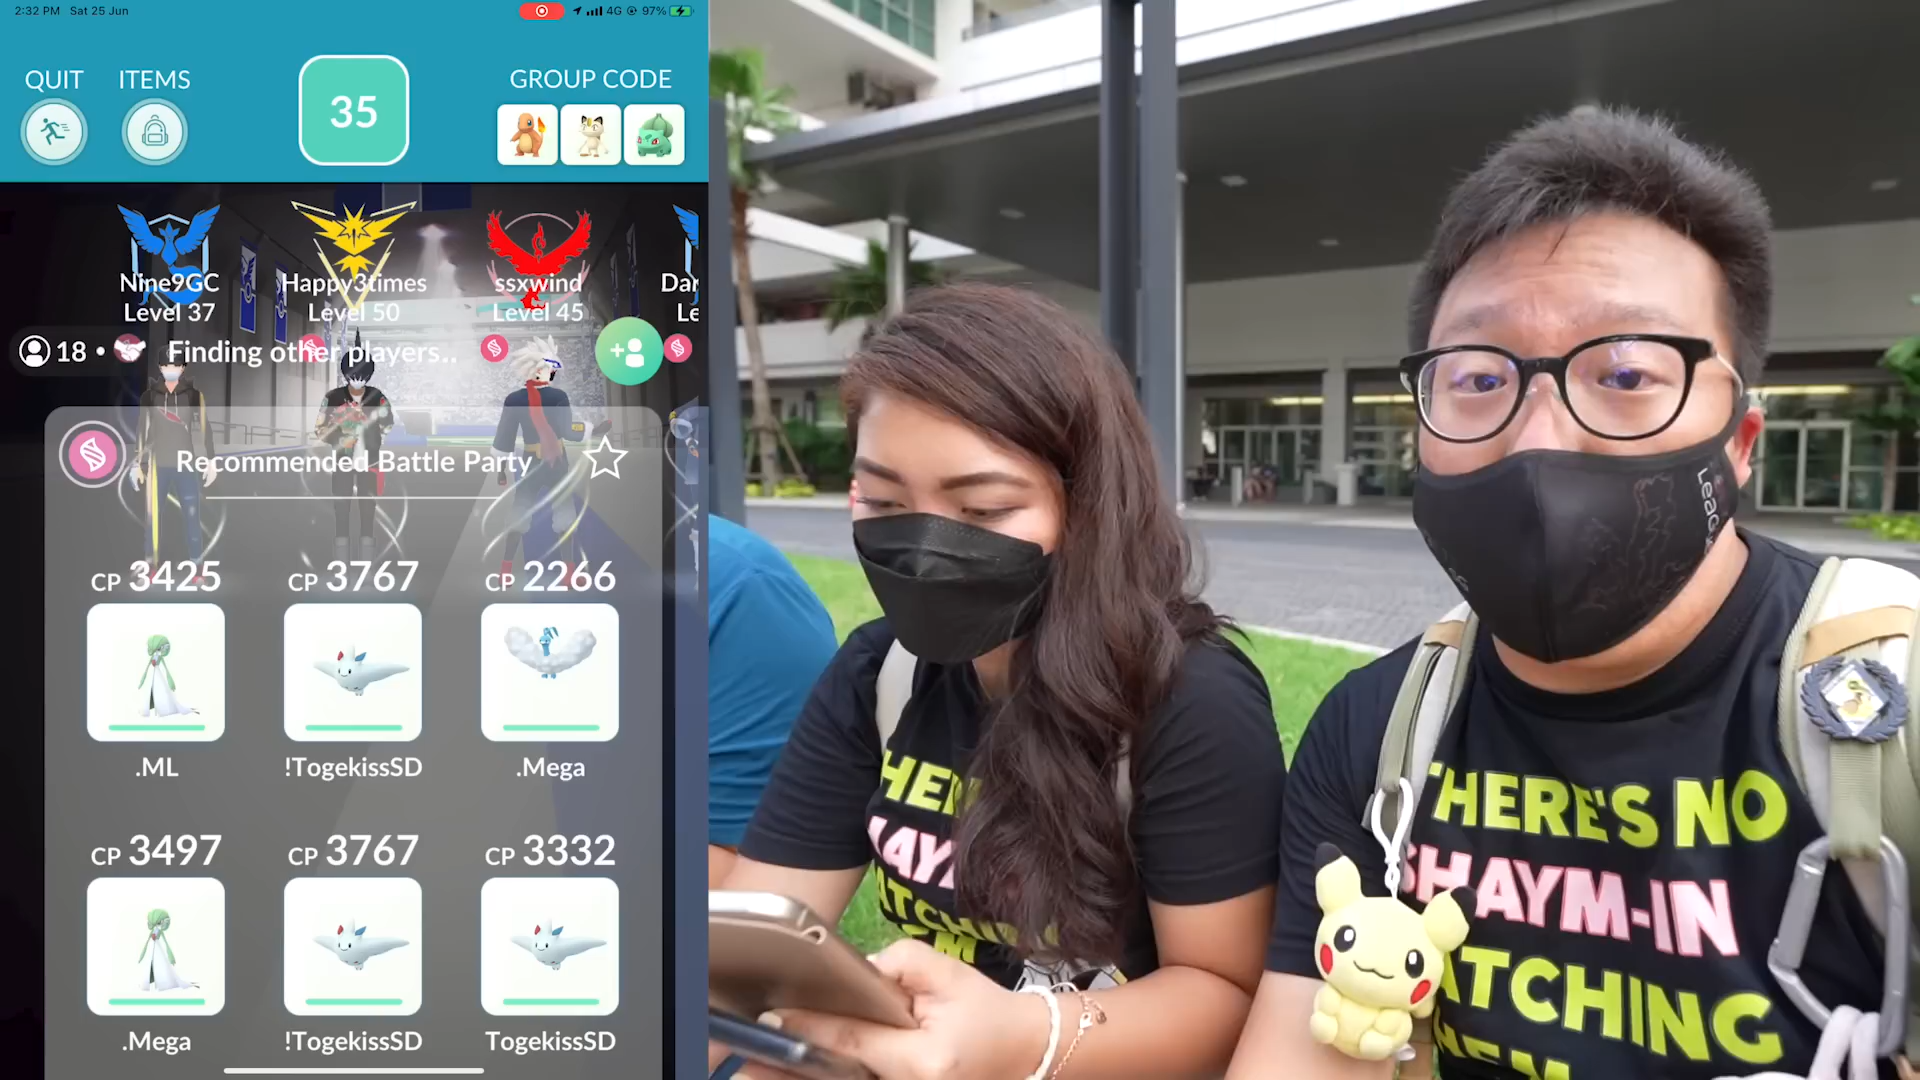 2:32 PM Sat 25 Jun
4G 97%
QUIT ITEMS
35
GROUP CODE
Nine9GC
Level 37
Happy3times
Level 50
ssxwind
Level 45
Dar
Le
18 • Finding other players..
Recommended Battle Party
CP 3425
CP 3767
CP 2266
.ML
!TogekissSD
.Mega
CP 3497
CP 3767
CP 3332
.Mega
!TogekissSD
TogekissSD
THERE'S NO
SHAYM-IN
ATCHING
HEM